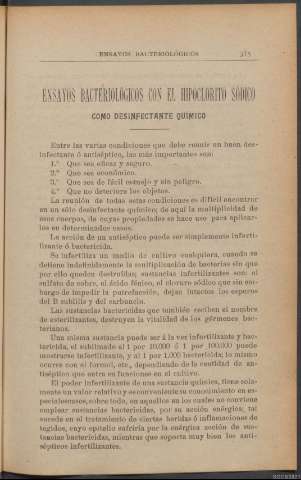 ENSAYOS BACTERIOLÓGICOS
315
ENSAYOS BACTERIOLÓGICOS CON EL HIPOCLORITO SÓDICO
COMO DESINFECTANTE QUÍMICO
Entre las varias condiciones que debe reunir un buen des-
infectante ó antiséptico, las más importantes son:
1.° Que sea eficaz y seguro.
2.° Que sea económico.
3.° Que sea de fácil manejo y sin peligro.
4.° Que no deteriore los objetos.
La reunión de todas estas condiciones es difícil encontrar
en un sólo desinfectante químico; de aquí la multiplicidad de
esos cuerpos, de cuyas propiedades se hace uso para aplicar-
los en determinados casos.
La acción de un antiséptico puede ser simplemente inferti-
lizante ó bactericida.
Se infertiliza un medio de cultivo cualquiera, cuando se
detiene indefinidamente la multiplicación de bacterias sin que
por ello queden destruídas; sustancias infertilizantes son: el
sulfato de cobre, el ácido fénico, el cloruro sódico que sin em-
bargo de impedir la putrefacción, dejan intactos los esporos
del B subtilis y del carbunclo.
Las sustancias bactericidas que también reciben el nombre
de esterilizantes, destruyen la vitalidad de los gérmenes bac-
terianos.
Una misma sustancia puede ser á la vez infertilizante y bac-
tericida, el sublimado al 1 por 10.000 ó 1 por 100.000 puede
mostrarse infertilizante, y al 1 por 1.000 bactericida; lo mismo
ocurre con el formol, etc., dependiendo de la cantidad de an-
tiséptico que entra en funciones en el cultivo.
El poder infertilizante de una sustancia química, tiene sola-
mente un valor relativo y es conveniente su conocimiento en es-
peciales casos, sobre todo, en aquellos en los cuales no conviene
emplear sustancias bactericidas, por su acción enérgica; tal
sucede en el tratamiento de ciertas heridas ó inflamaciones de
tegidos, cuyo epitelio sufriría por la enérgica acción de sus-
tancias bactericidas, mientras que soporta muy bien los anti-
sépticos infertilizantes.